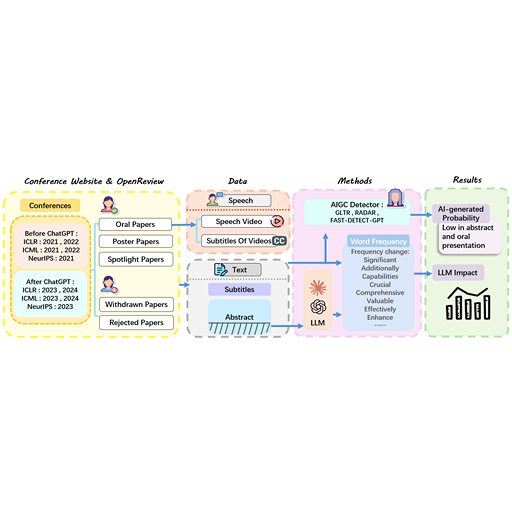 Conference Website & OpenReview
Data
Methods
Results
Conferences
Before ChatGPT :
ICLR : 2021 , 2022
ICML : 2021 , 2022
NeurIPS : 2021
After ChatGPT :
ICLR : 2023 , 2024
ICML : 2023 , 2024
NeurIPS : 2023
Oral Papers
Poster Papers
Spotlight Papers
Withdrawn Papers
Rejected Papers
Speech
Speech Video
Subtitles Of Videos CC
Text
Subtitles
Abstract
AIGC Detector :
GLTR , RADAR ,
FAST-DETECT-GPT
LLM
Word Frequency
Frequency change:
Significant
Additionally
Capabilities
Crucial
Comprehensive
Valuable
Effectively
Enhance
......
AI-generated
Probability
Low in abstract
and oral
presentation
LLM Impact